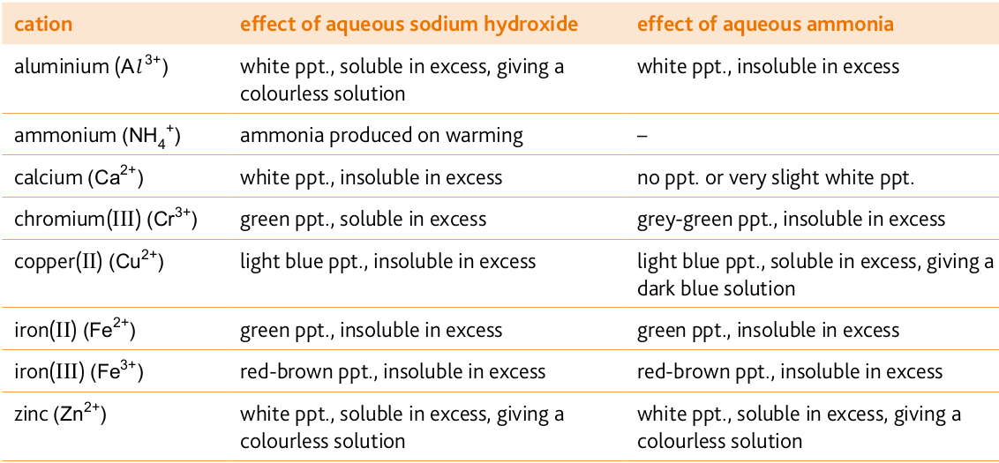 cation effect of aqueous sodium hydroxide effect of aqueous ammonia
aluminium (Al³⁺) white ppt., soluble in excess, giving a white ppt., insoluble in excess
colourless solution
ammonium (NH₄⁺) ammonia produced on warming –
calcium (Ca²⁺) white ppt., insoluble in excess no ppt. or very slight white ppt.
chromium(III) (Cr³⁺) green ppt., soluble in excess grey-green ppt., insoluble in excess
copper(II) (Cu²⁺) light blue ppt., insoluble in excess light blue ppt., soluble in excess, giving a
dark blue solution
iron(II) (Fe²⁺) green ppt., insoluble in excess green ppt., insoluble in excess
iron(III) (Fe³⁺) red-brown ppt., insoluble in excess red-brown ppt., insoluble in excess
zinc (Zn²⁺) white ppt., soluble in excess, giving a white ppt., soluble in excess, giving a
colourless solution colourless solution